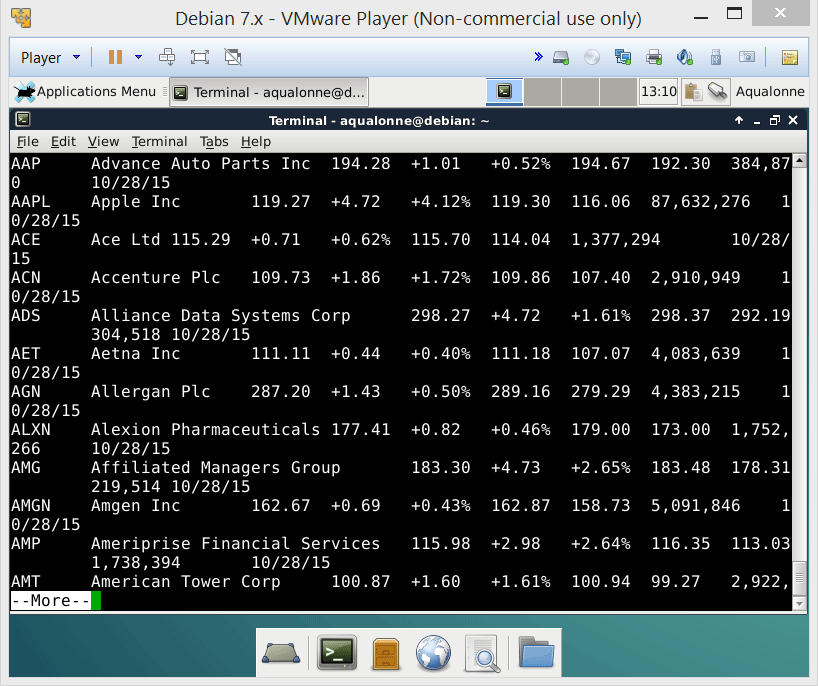 Debian 7.x - VMware Player (Non-commercial use only)
Player
Applications Menu Terminal - aqualonne@d... 13:10 Aqualonne
Terminal - aqualonne@debian: ~
File Edit View Terminal Tabs Help
AAP Advance Auto Parts Inc 194.28 +1.01 +0.52% 194.67 192.30 384,87
0 10/28/15
AAPL Apple Inc 119.27 +4.72 +4.12% 119.30 116.06 87,632,276 1
0/28/15
ACE Ace Ltd 115.29 +0.71 +0.62% 115.70 114.04 1,377,294 10/28/
15
ACN Accenture Plc 109.73 +1.86 +1.72% 109.86 107.40 2,910,949 1
0/28/15
ADS Alliance Data Systems Corp 298.27 +4.72 +1.61% 298.37 292.19
304,518 10/28/15
AET Aetna Inc 111.11 +0.44 +0.40% 111.18 107.07 4,083,639 1
0/28/15
AGN Allergan Plc 287.20 +1.43 +0.50% 289.16 279.29 4,383,215 1
0/28/15
ALXN Alexion Pharmaceuticals 177.41 +0.82 +0.46% 179.00 173.00 1,752,
266 10/28/15
AMG Affiliated Managers Group 183.30 +4.73 +2.65% 183.48 178.31
219,514 10/28/15
AMGN Amgen Inc 162.67 +0.69 +0.43% 162.87 158.73 5,091,846 1
0/28/15
AMP Ameriprise Financial Services 115.98 +2.98 +2.64% 116.35 113.03
1,738,394 10/28/15
AMT American Tower Corp 100.87 +1.60 +1.61% 100.94 99.27 2,922,
--More--